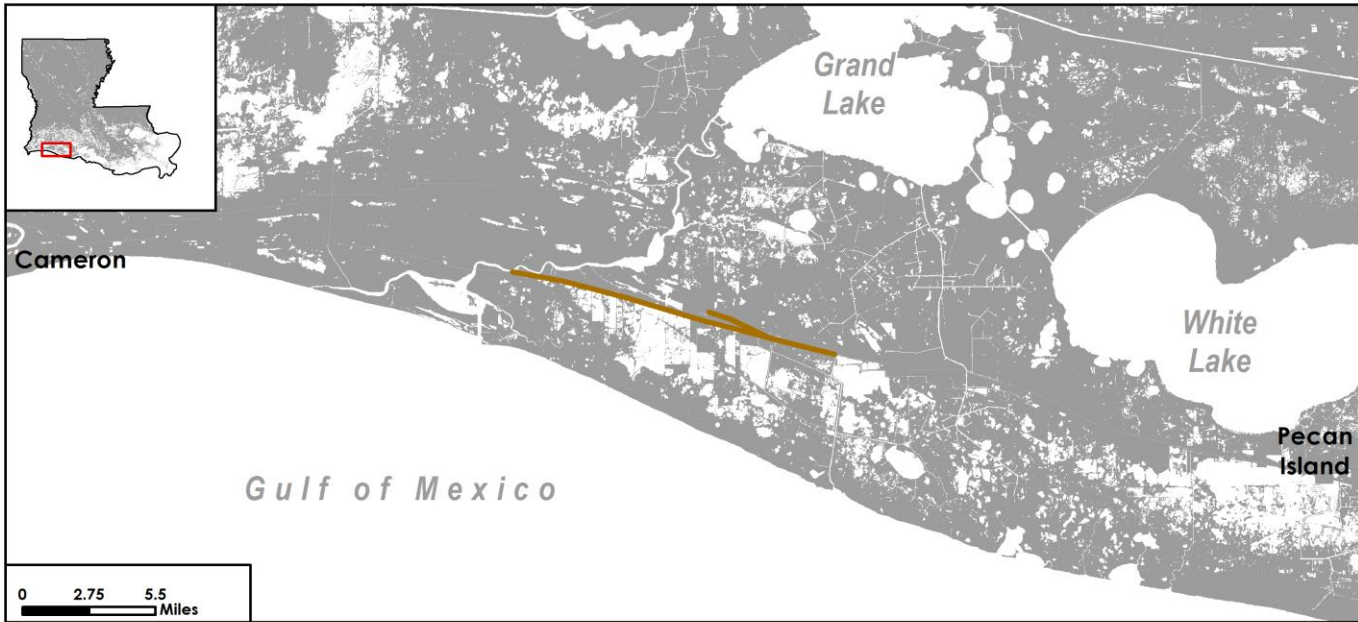 Grand
Lake
Cameron
White
Lake
Pecan
Island
Gulf of Mexico
0 2.75 5.5
Miles